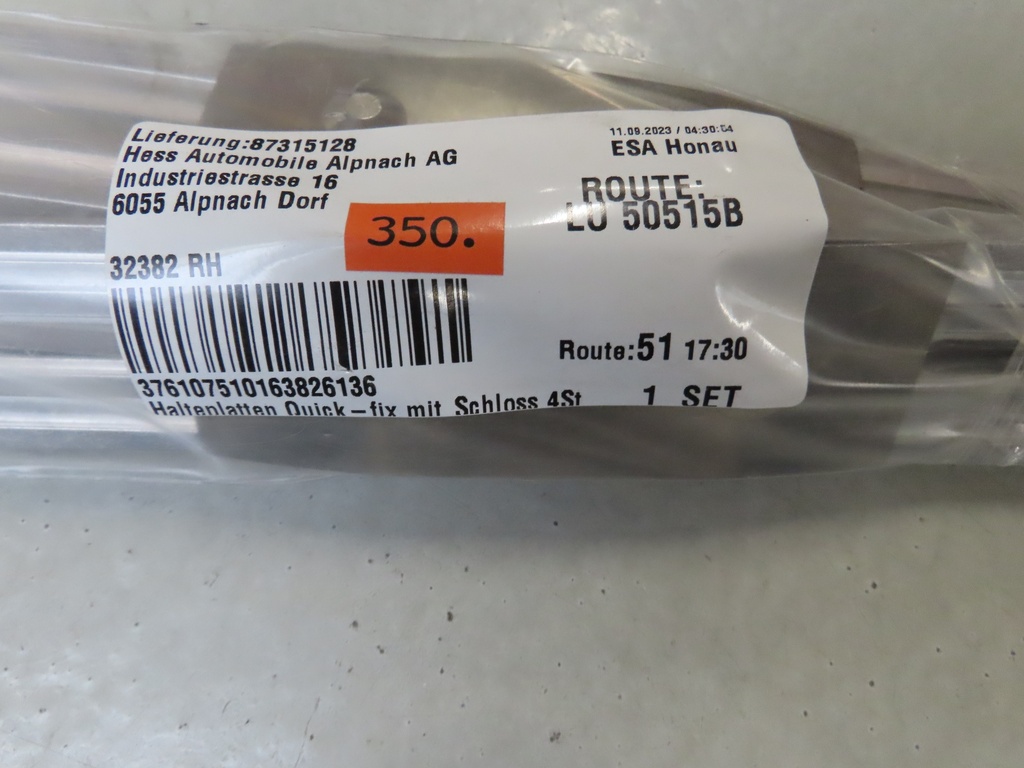 Lieferung:87315128
Hess Automobile Alpnach AG
Industriestrasse 16
6055 Alpnach Dorf
11.09.2023 / 04:30:54
ESA Honau
ROUTE:
LU 50515B
350.
32382 RH
Route:51 17:30
376107510163826136
Halteplatten Quick-fix mit Schloss 4St
1 SET